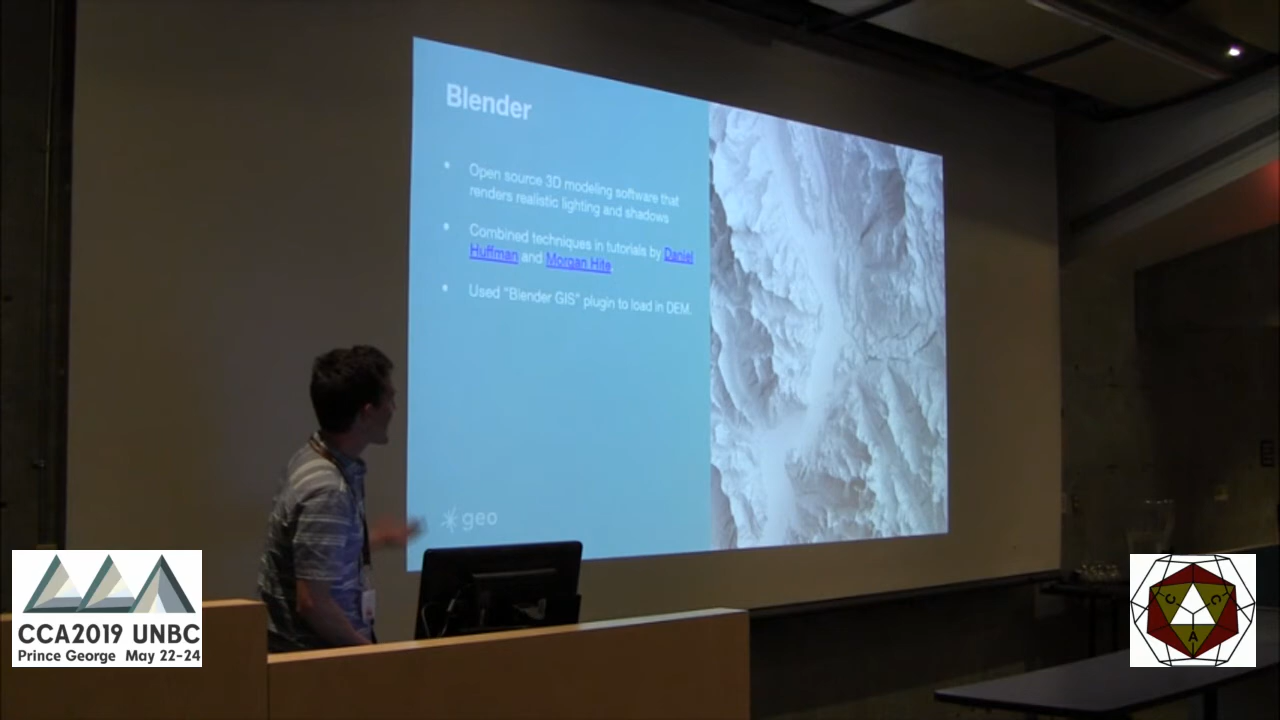 Blender
Open source 3D modeling software that
renders realistic lighting and shadows
Combined techniques in tutorials by Daniel
Huffman and Morgan Hite
Used "Blender GIS" plugin to load in DEM.
geo
CCA2019 UNBC
Prince George May 22-24
C C
A